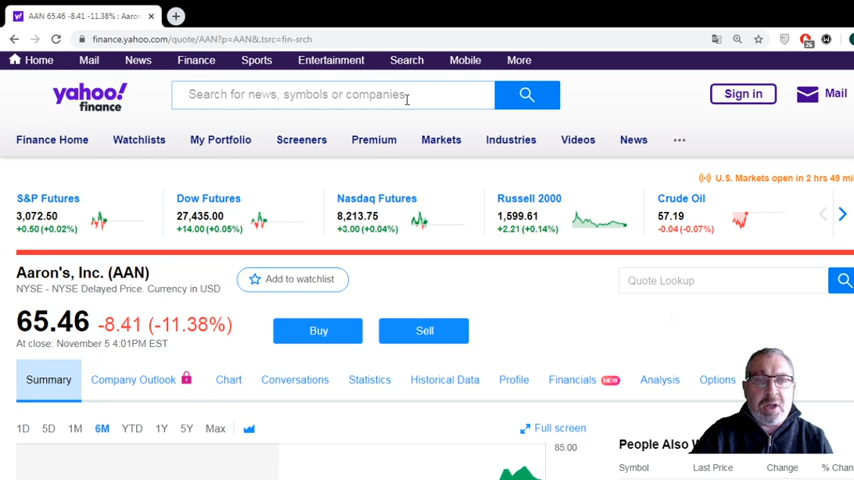 AAN 65.46 -8.41 -11.38% : Aaron
finance.yahoo.com/quote/AAN?p=AAN&.tsrc=fin-srch
26
Home Mail News Finance Sports Entertainment Search Mobile More
yahoo!
finance
Search for news, symbols or companies
Sign in
Mail
Finance Home Watchlists My Portfolio Screeners Premium Markets Industries Videos News
U.S. Markets open in 2 hrs 49 mi
S&P Futures
3,072.50
+0.50 (+0.02%)
Dow Futures
27,435.00
+14.00 (+0.05%)
Nasdaq Futures
8,213.75
+3.00 (+0.04%)
Russell 2000
1,599.61
+2.21 (+0.14%)
Crude Oil
57.19
-0.04 (-0.07%)
Aaron's, Inc. (AAN)
NYSE - NYSE Delayed Price. Currency in USD
Add to watchlist
Quote Lookup
65.46 -8.41 (-11.38%)
At close: November 5 4:01PM EST
Buy
Sell
Summary Company Outlook Chart Conversations Statistics Historical Data Profile Financials NEW Analysis Options
1D 5D 1M 6M YTD 1Y 5Y Max
Full screen
85.00
People Also
Symbol Last Price Change % Chan